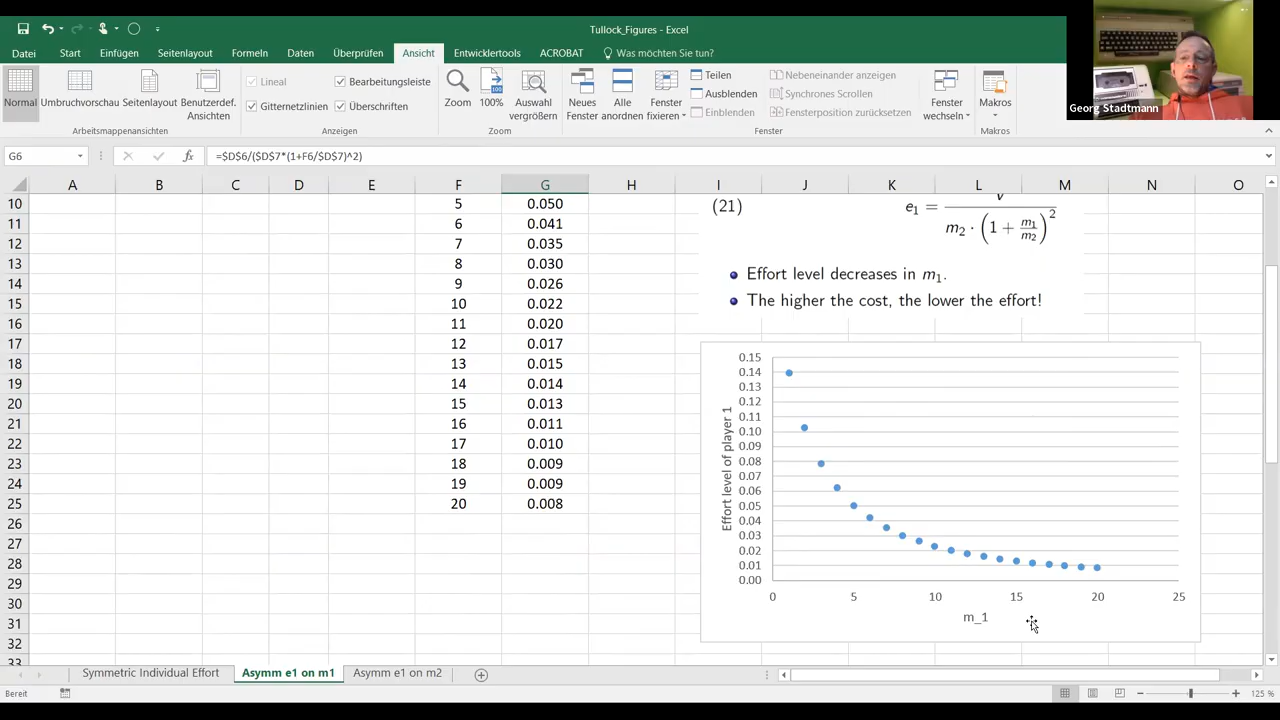 Tullock_Figures - Excel
Datei Start Einfügen Seitenlayout Formeln Daten Überprüfen Ansicht Entwicklertools ACROBAT Was möchten Sie tun?
Normal Umbruchvorschau Seitenlayout Benutzerdef. Ansichten
Arbeitsmappenansichten
Lineal Bearbeitungsleiste
Gitternetzlinien Überschriften
Anzeigen
Zoom 100% Auswahl vergrößern
Zoom
Neues Fenster Alle anordnen Fenster fixieren
Teilen
Ausblenden
Einblenden
Nebeneinander anzeigen
Synchrones Scrollen
Fensterposition zurücksetzen
Fenster wechseln
Fenster
Makros
Makros
Georg Stadtmann
G6 fx =$D$6/($D$7*(1+F6/$D$7)^2)
A B C D E F G H I J K L M N O
10 5 0.050
11 6 0.041
12 7 0.035
13 8 0.030
14 9 0.026
15 10 0.022
16 11 0.020
17 12 0.017
18 13 0.015
19 14 0.014
20 15 0.013
21 16 0.011
22 17 0.010
23 18 0.009
24 19 0.009
25 20 0.008
26
27
28
29
30
31
32
33
(21) e₁ = v / m₂ · (1 + m₁/m₂)²
Effort level decreases in m₁.
The higher the cost, the lower the effort!
Effort level of player 1
0.15
0.14
0.13
0.12
0.11
0.10
0.09
0.08
0.07
0.06
0.05
0.04
0.03
0.02
0.01
0.00
0 5 10 15 20 25
m_1
Symmetric Individual Effort Asymm e1 on m1 Asymm e1 on m2
Bereit
125 %